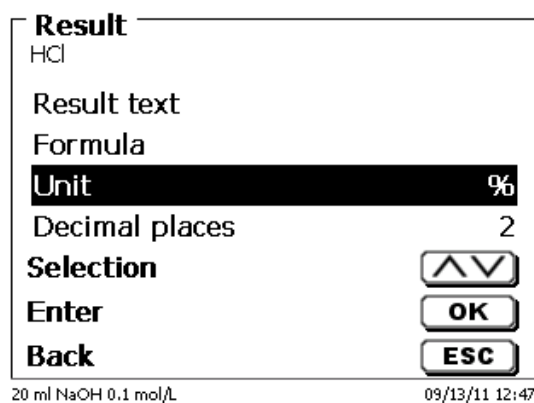 Result
HCl
Result text
Formula
Unit %
Decimal places 2
Selection
Enter OK
Back ESC
20 ml NaOH 0.1 mol/L 09/13/11 12:47